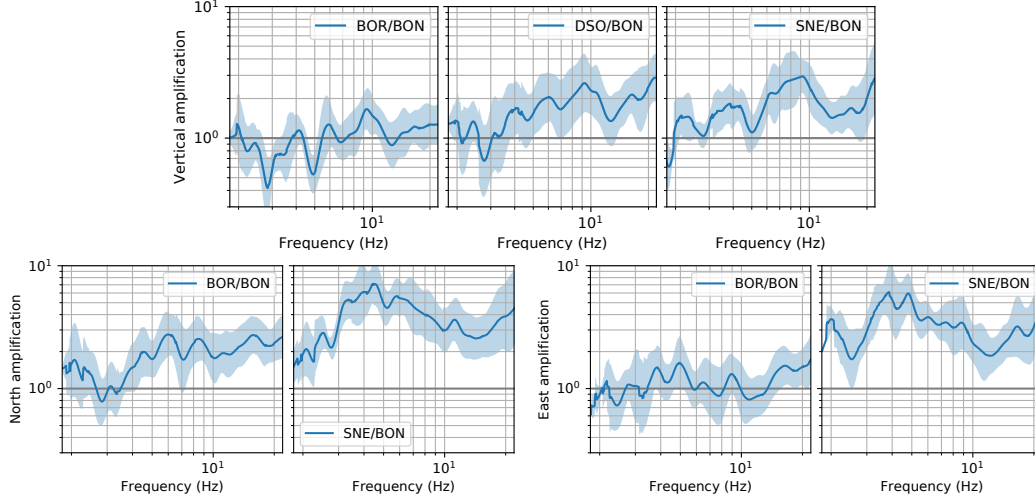 10¹
10⁰
Vertical amplification
BOR/BON
DSO/BON
SNE/BON
10¹
10¹
10¹
Frequency (Hz)
Frequency (Hz)
Frequency (Hz)
10¹
10⁰
North amplification
BOR/BON
SNE/BON
10¹
10¹
Frequency (Hz)
Frequency (Hz)
10¹
10⁰
East amplification
BOR/BON
SNE/BON
10¹
10¹
Frequency (Hz)
Frequency (Hz)